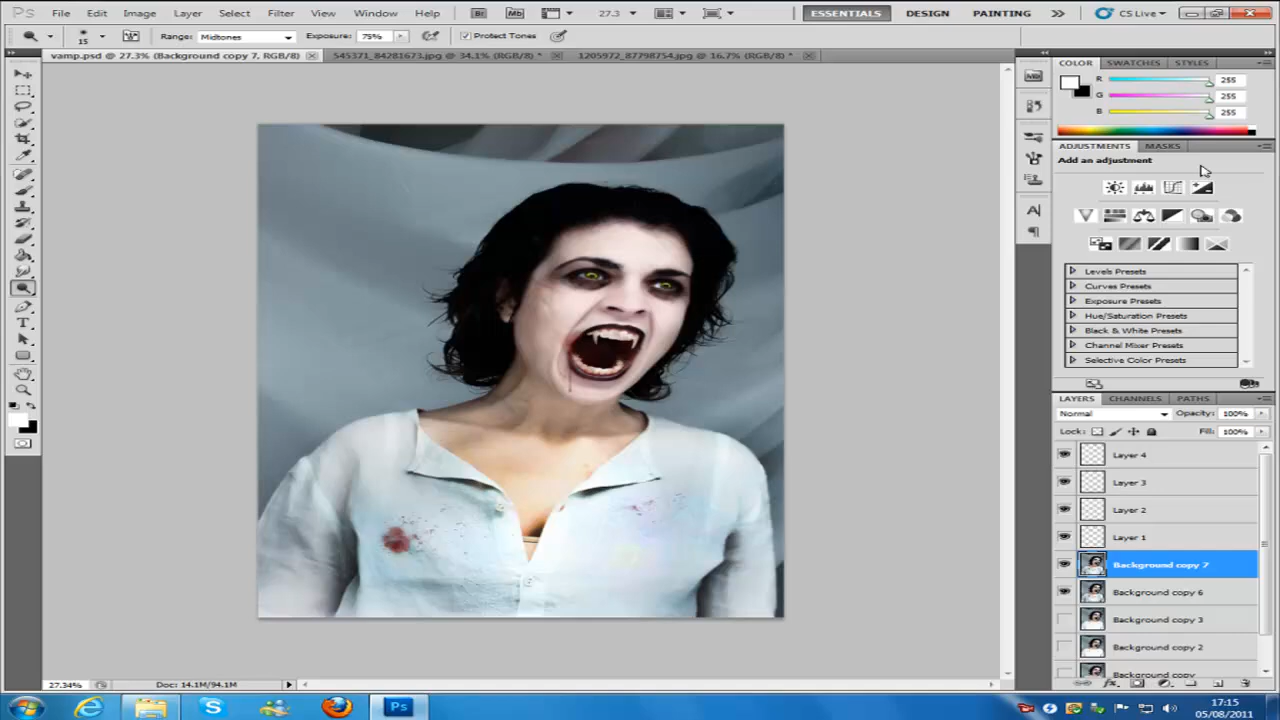 Ps File Edit Image Layer Select Filter View Window Help Br Mb 27.3 ESSENTIALS DESIGN PAINTING >> CS Live
15 Range: Midtones Exposure: 75% Protect Tones
vamp.psd @ 27.3% (Background copy 7, RGB/8) 545371_84281673.jpg @ 34.1% (RGB/8) * 1205972_87798754.jpg @ 16.7% (RGB/8) *
COLOR SWATCHES STYLES
R 255
G 255
B 255
ADJUSTMENTS MASKS
Add an adjustment
Levels Presets
Curves Presets
Exposure Presets
Hue/Saturation Presets
Black & White Presets
Channel Mixer Presets
Selective Color Presets
LAYERS CHANNELS PATHS
Normal Opacity: 100%
Lock: Fill: 100%
Layer 4
Layer 3
Layer 2
Layer 1
Background copy 7
Background copy 6
Background copy 3
Background copy 2
Background copy
27.34% Doc: 14.1M/94.1M
Ps 17:15
05/08/2011